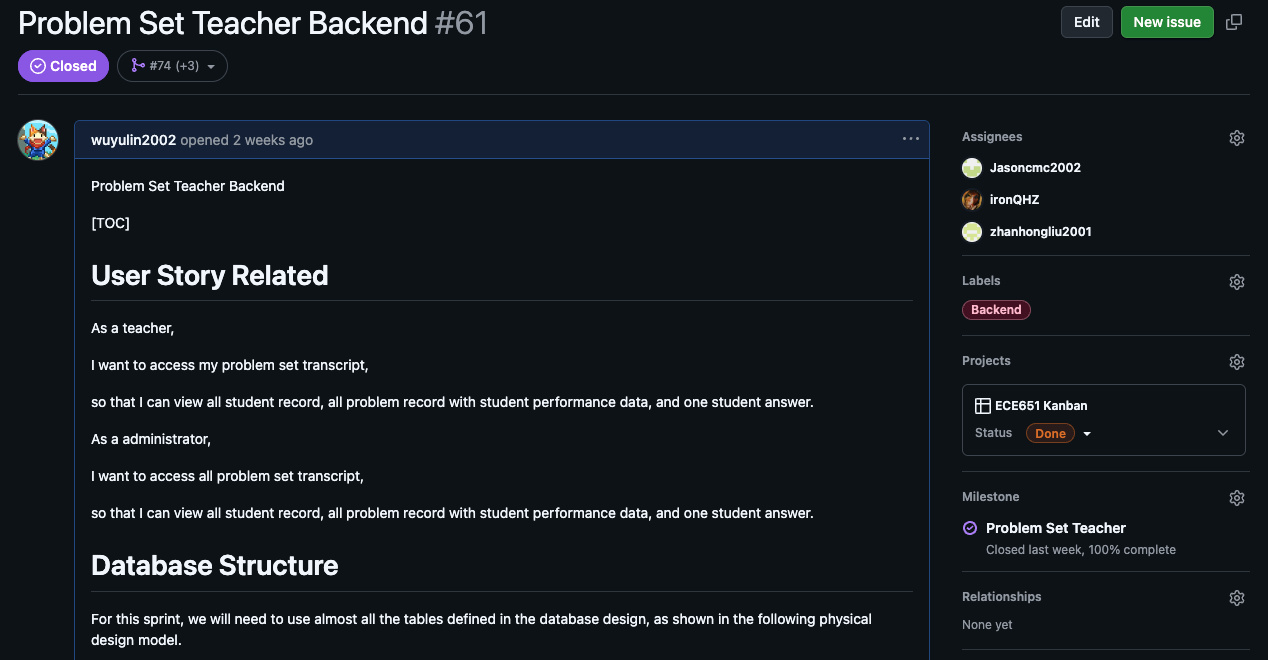 Problem Set Teacher Backend #61
Edit
New issue
Closed
#74 (+3)
wuyulin2002 opened 2 weeks ago
Problem Set Teacher Backend
[TOC]
User Story Related
As a teacher,
I want to access my problem set transcript,
so that I can view all student record, all problem record with student performance data, and one student answer.
As a administrator,
I want to access all problem set transcript,
so that I can view all student record, all problem record with student performance data, and one student answer.
Database Structure
For this sprint, we will need to use almost all the tables defined in the database design, as shown in the following physical
design model.
Assignees
Jasoncmc2002
ironQHZ
zhanhongliu2001
Labels
Backend
Projects
ECE651 Kanban
Status Done
Milestone
Problem Set Teacher
Closed last week, 100% complete
Relationships
None yet